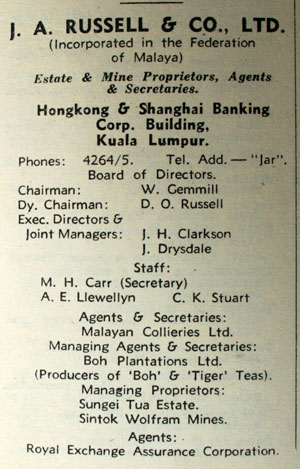 J. A. RUSSELL & CO., LTD.
(Incorporated in the Federation
of Malaya)
Estate & Mine Proprietors, Agents
& Secretaries.
Hongkong & Shanghai Banking
Corp. Building,
Kuala Lumpur.
Phones: 4264/5. Tel. Add. — "Jar".
Board of Directors.
Chairman: W. Gemmill
Dy. Chairman: D. O. Russell
Exec. Directors &
Joint Managers: J. H. Clarkson
J. Drysdale
Staff:
M. H. Carr (Secretary)
A. E. Llewellyn C. K. Stuart
Agents & Secretaries:
Malayan Collieries Ltd.
Managing Agents & Secretaries:
Boh Plantations Ltd.
(Producers of 'Boh' & 'Tiger' Teas).
Managing Proprietors:
Sungei Tua Estate.
Sintok Wolfram Mines.
Agents:
Royal Exchange Assurance Corporation.